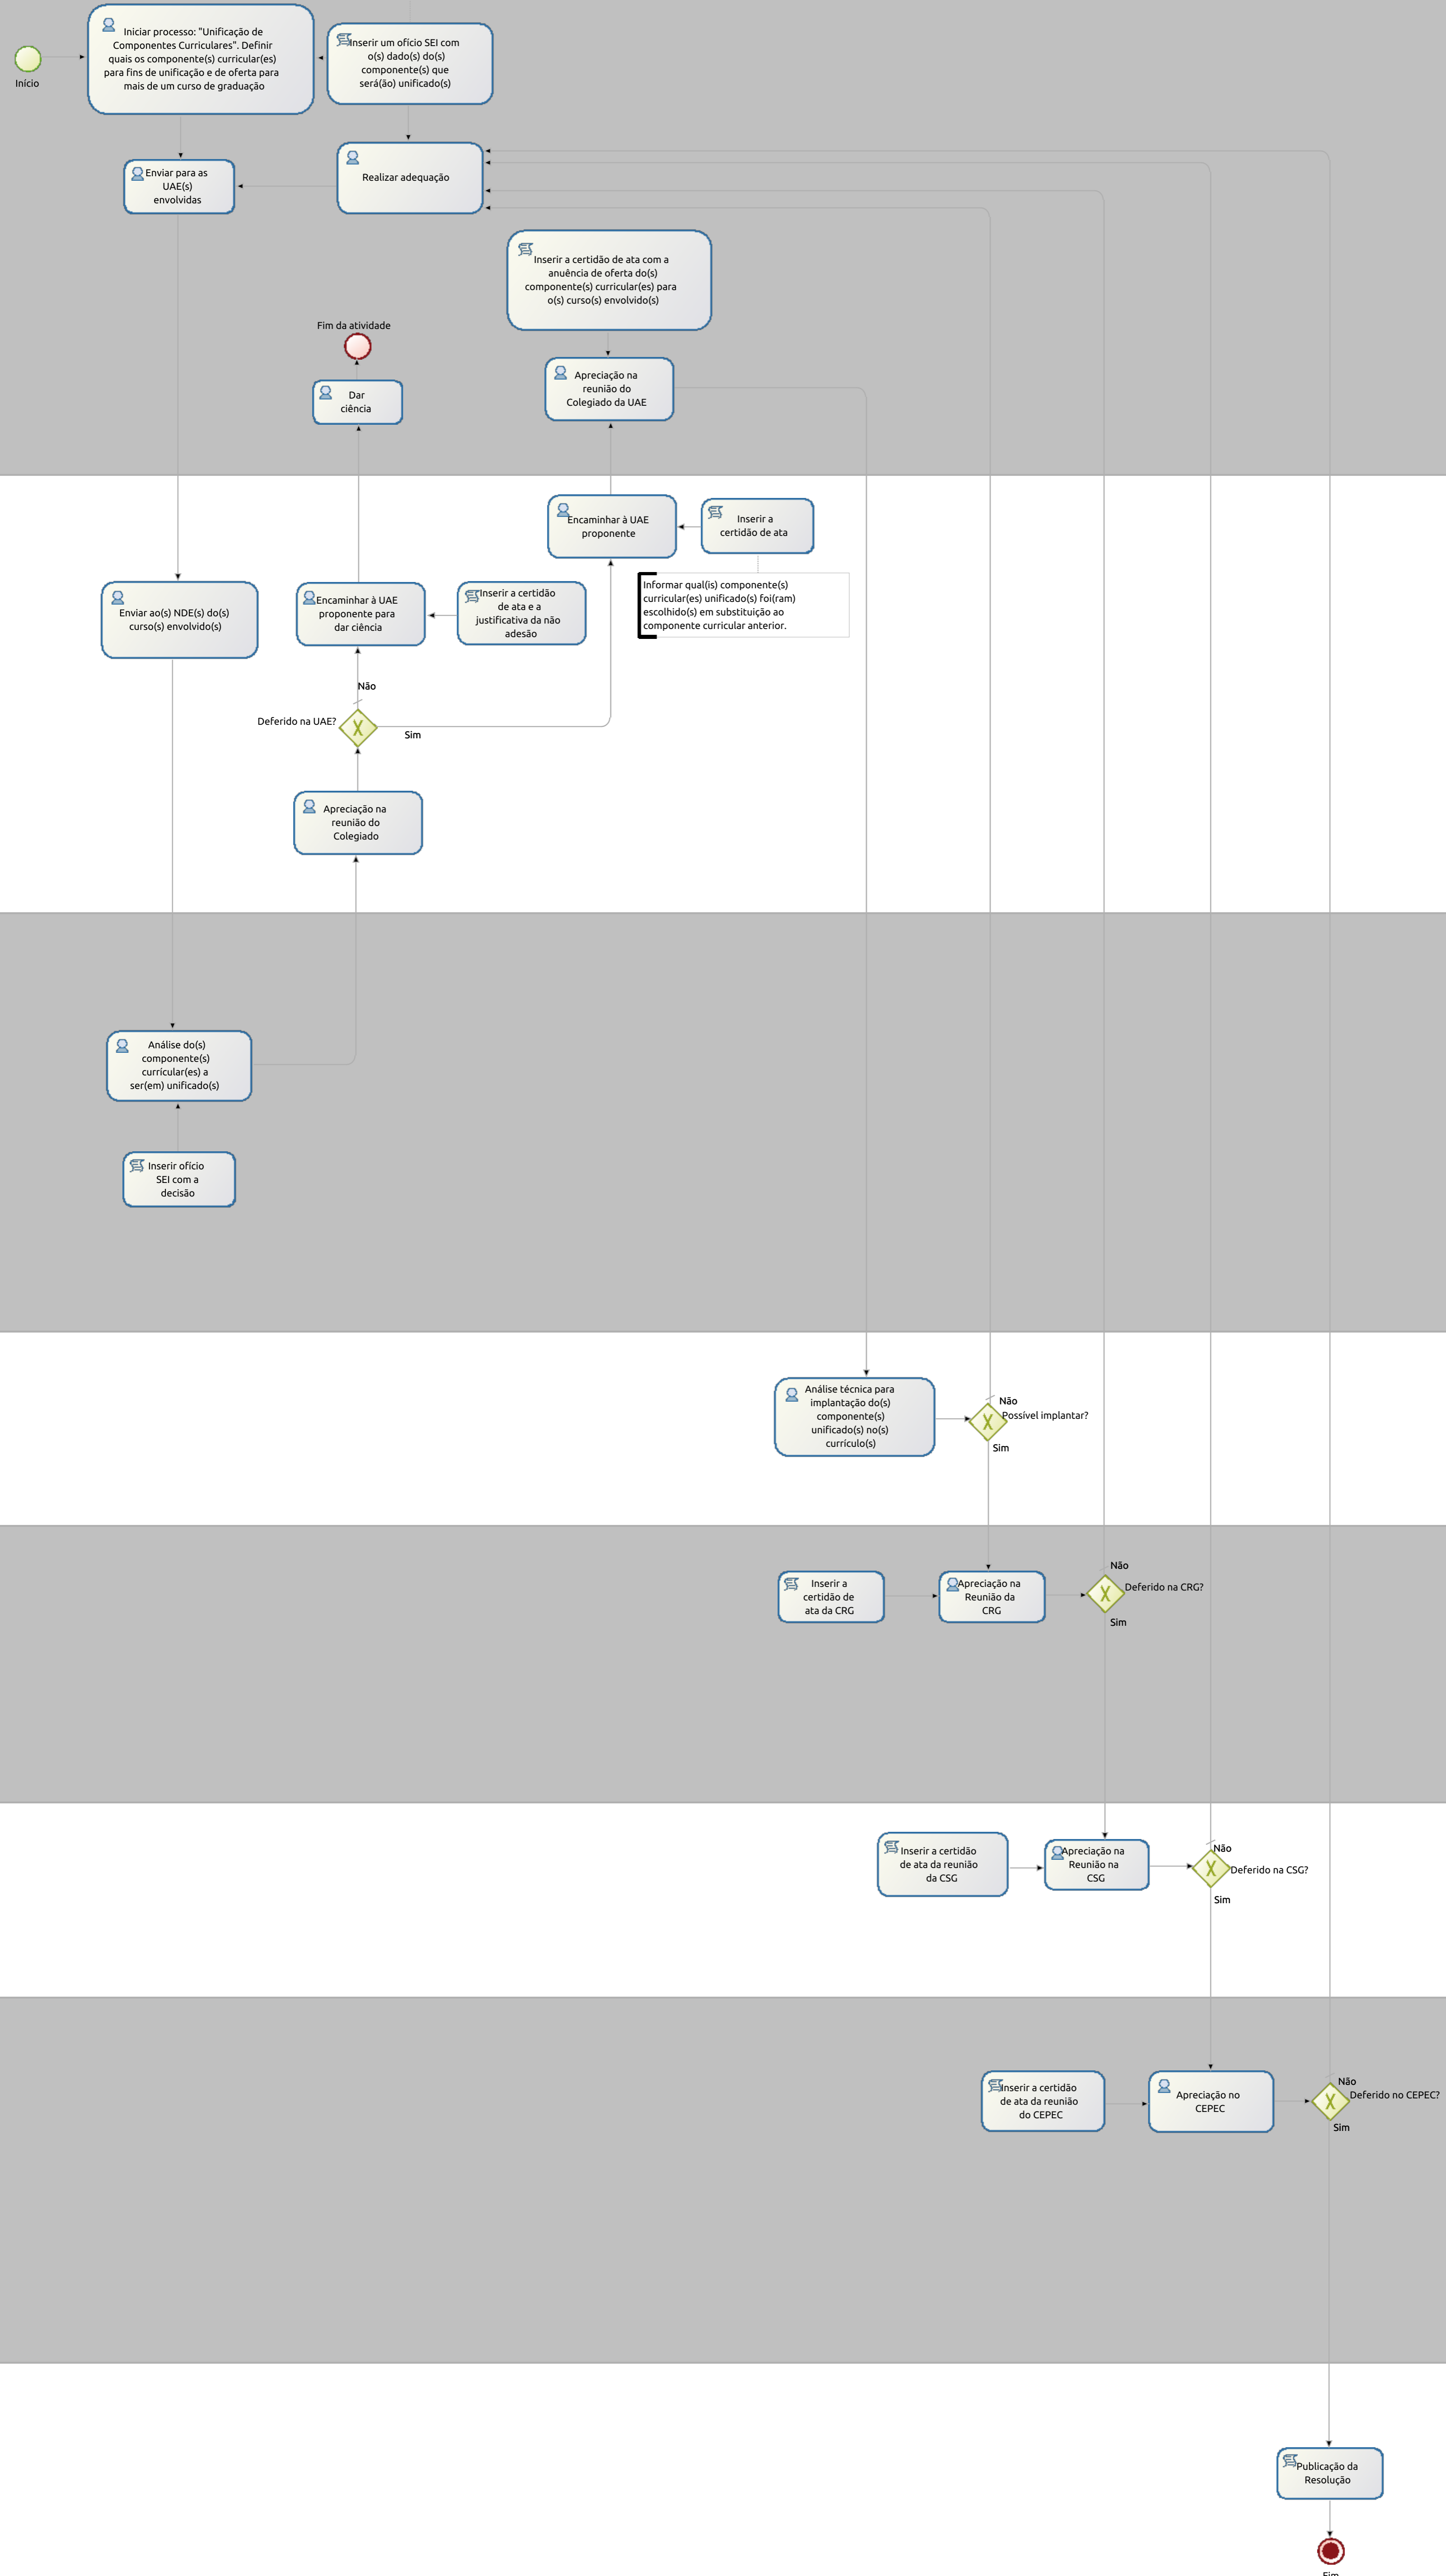 Iniciar processo: "Unificação de
Componentes Curriculares". Definir
quais os componente(s) curricular(es)
para fins de unificação e de oferta para
mais de um curso de graduação
Inserir um ofício SEI com
o(s) dado(s) do(s)
componente(s) que
será(ão) unificado(s)
Início
Enviar para as
UAE(s)
envolvidas
Realizar adequação
Inserir a certidão de ata com a
anuência de oferta do(s)
componente(s) curricular(es) para
o(s) curso(s) envolvido(s)
Fim da atividade
Dar
ciência
Apreciação na
reunião do
Colegiado da UAE
Encaminhar à UAE
proponente
Inserir a
certidão de ata
Informar qual(is) componente(s)
curricular(es) unificado(s) foi(ram)
escolhido(s) em substituição ao
componente curricular anterior.
Enviar ao(s) NDE(s) do(s)
curso(s) envolvido(s)
Encaminhar à UAE
proponente para
dar ciência
Inserir a certidão
de ata e a
justificativa da não
adesão
Não
Deferido na UAE?
Sim
Apreciação na
reunião do
Colegiado
Análise do(s)
componente(s)
currícular(es) a
ser(em) unificado(s)
Inserir ofício
SEI com a
decisão
Análise técnica para
implantação do(s)
componente(s)
unificado(s) no(s)
currículo(s)
Não
Possível implantar?
Sim
Inserir a
certidão de
ata da CRG
Apreciação na
Reunião da
CRG
Não
Deferido na CRG?
Sim
Inserir a certidão
de ata da reunião
da CSG
Apreciação na
Reunião na
CSG
Não
Deferido na CSG?
Sim
Inserir a certidão
de ata da reunião
do CEPEC
Apreciação no
CEPEC
Não
Deferido no CEPEC?
Sim
Publicação da
Resolução
Fim